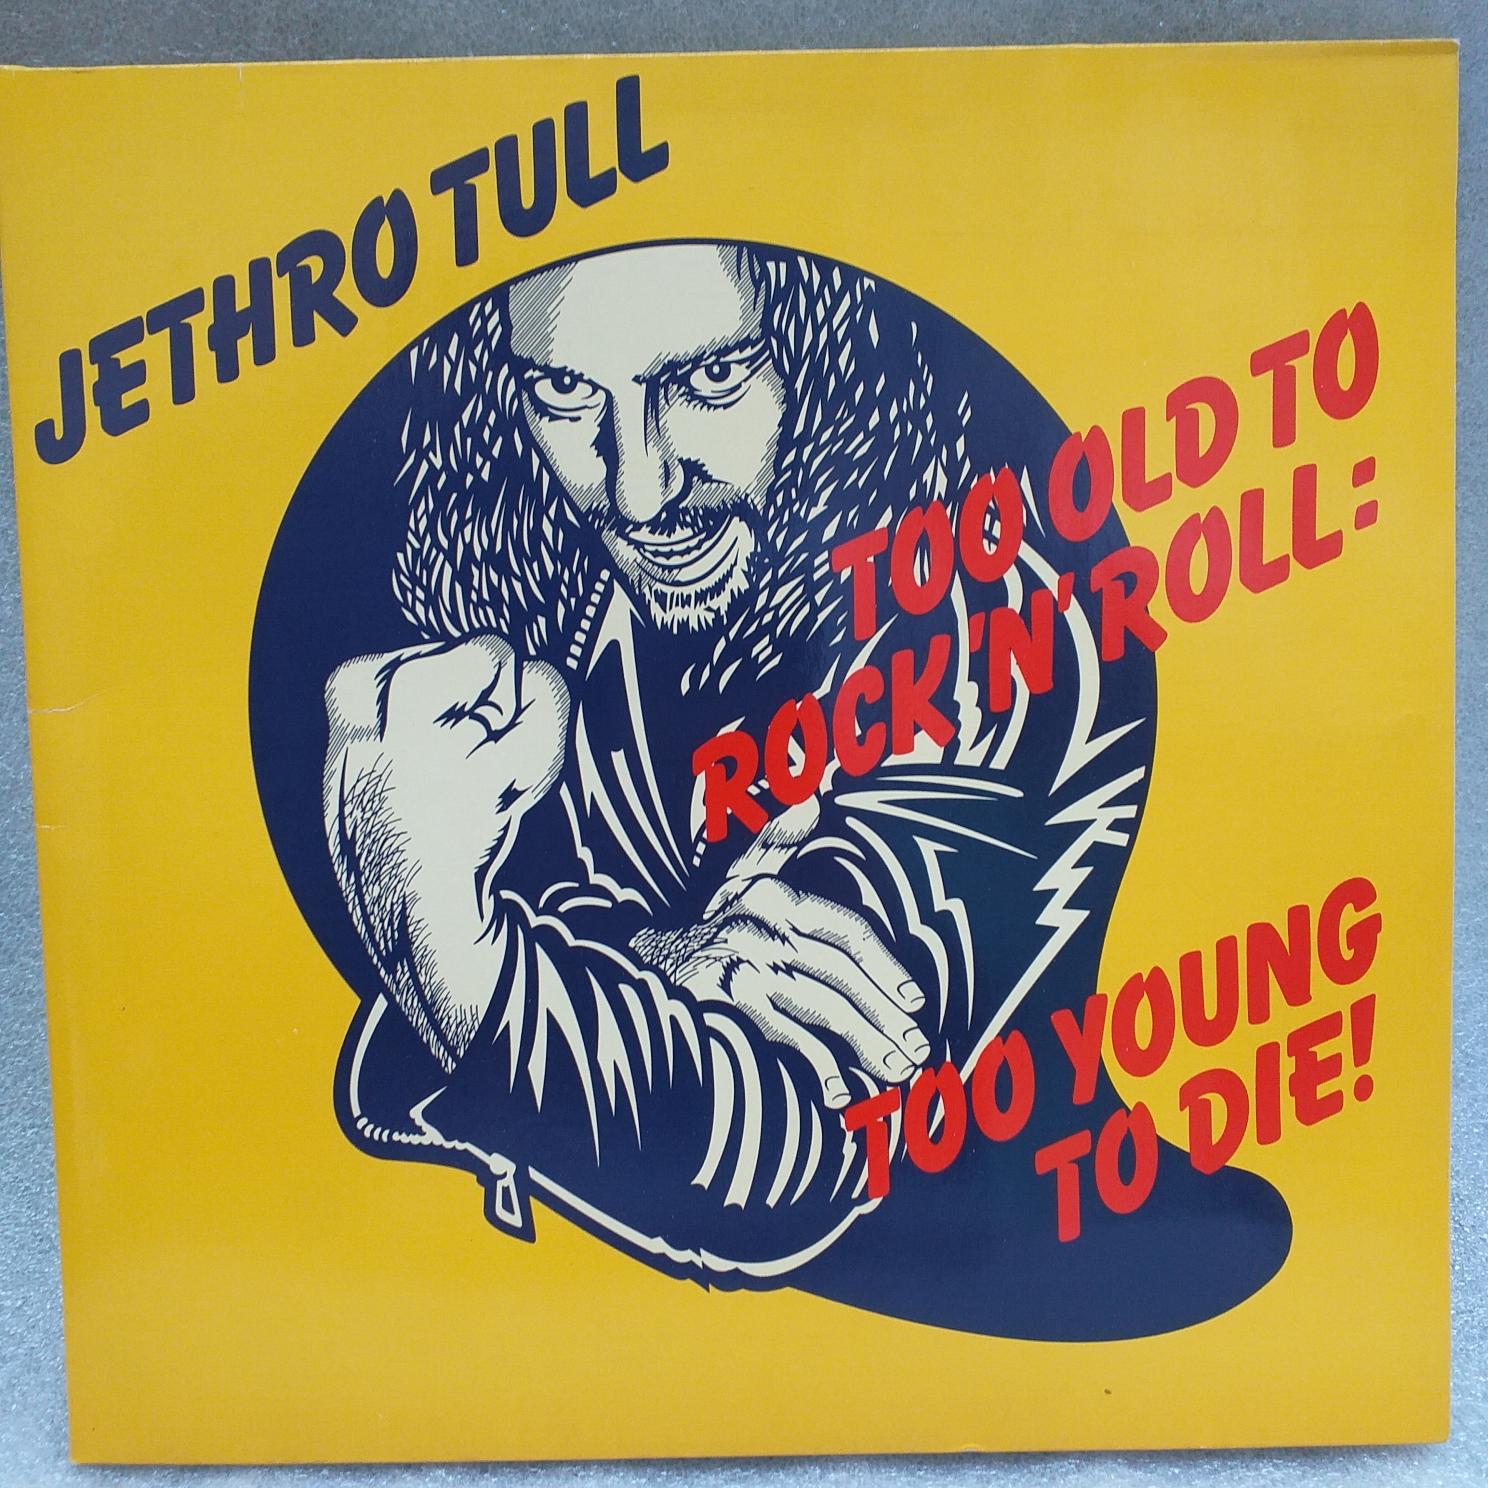 JETHRO TULL
TOO OLD TO
ROCK 'N' ROLL:
TOO YOUNG
TO DIE!